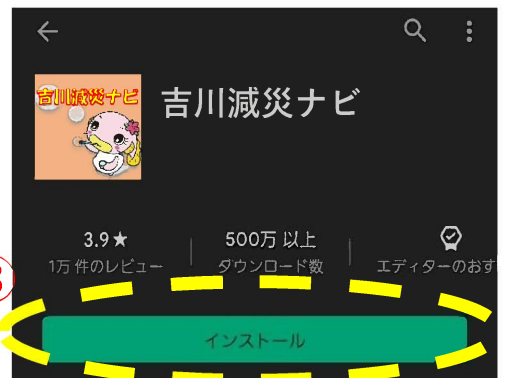 吉川減災ナビ
吉川減災ナビ
3.9★
500万 以上
1万 件のレビュー
ダウンロード数
エディターのおす
インストール